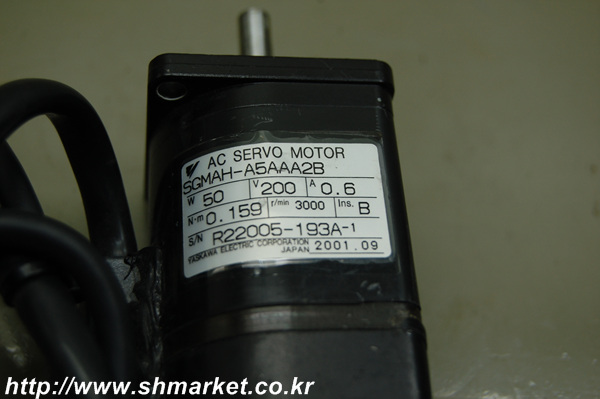 AC SERVO MOTOR
SGMAH-A5AAA2B
W 50 V 200 A 0.6
N·m 0.159 r/min 3000 Ins. B
S/N R22005-193A-1
YASKAWA ELECTRIC CORPORATION JAPAN 2001.09
http://www.shmarket.co.kr